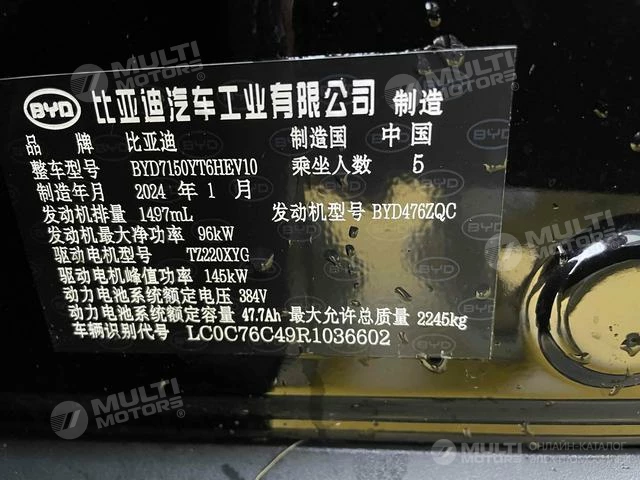 BYD 比亚迪汽车工业有限公司 制造
品 牌 比亚迪 制造国 中国
整车型号 BYD7150YT6HEV10 乘坐人数 5
制造年月 2024 年 1 月
发动机排量 1497mL 发动机型号 BYD476ZQC
发动机最大净功率 96kW
驱动电机型号 TZ220XYG
驱动电机峰值功率 145kW
动力电池系统额定电压 384V
动力电池系统额定容量 47.7Ah 最大允许总质量 2245kg
车辆识别代号 LC0C76C49R1036602
MULTI MOTORS®
MULTI MOTORS®
MULTI MOTORS®
MULTI MOTORS®
MULTI MOTORS
ОНЛАЙН-КАТАЛОГ